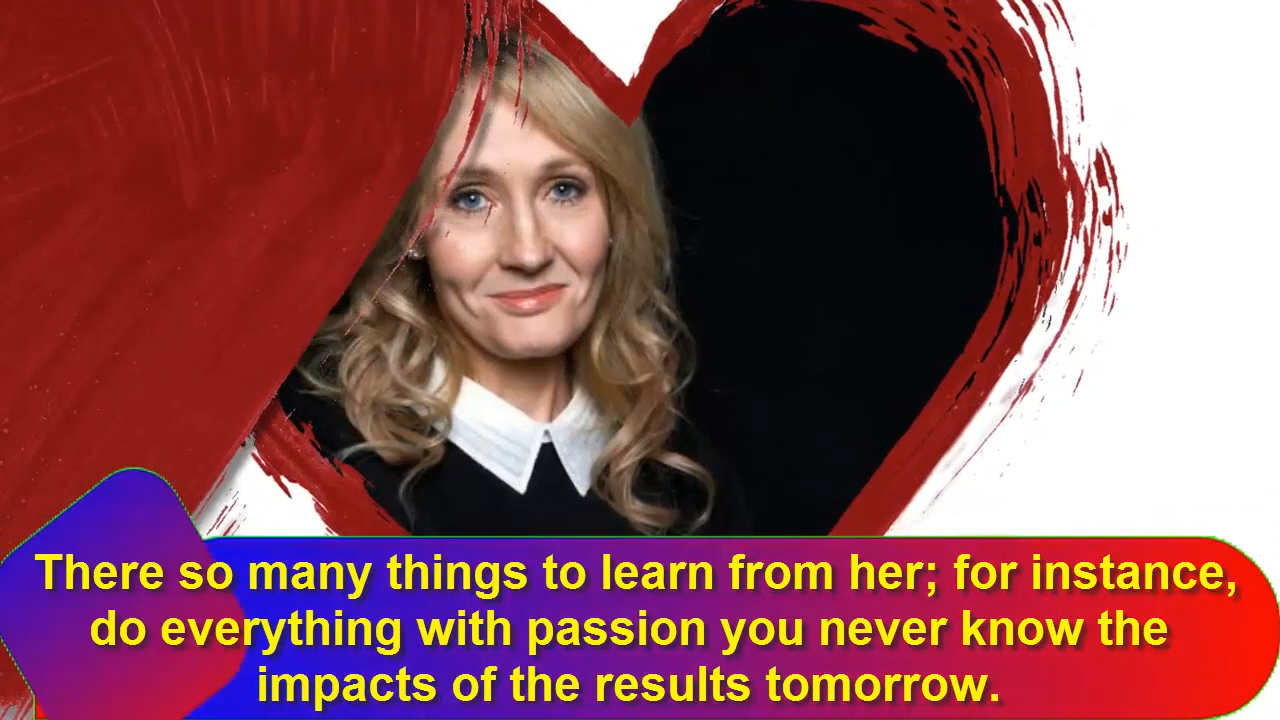 There so many things to learn from her; for instance,
do everything with passion you never know the
impacts of the results tomorrow.